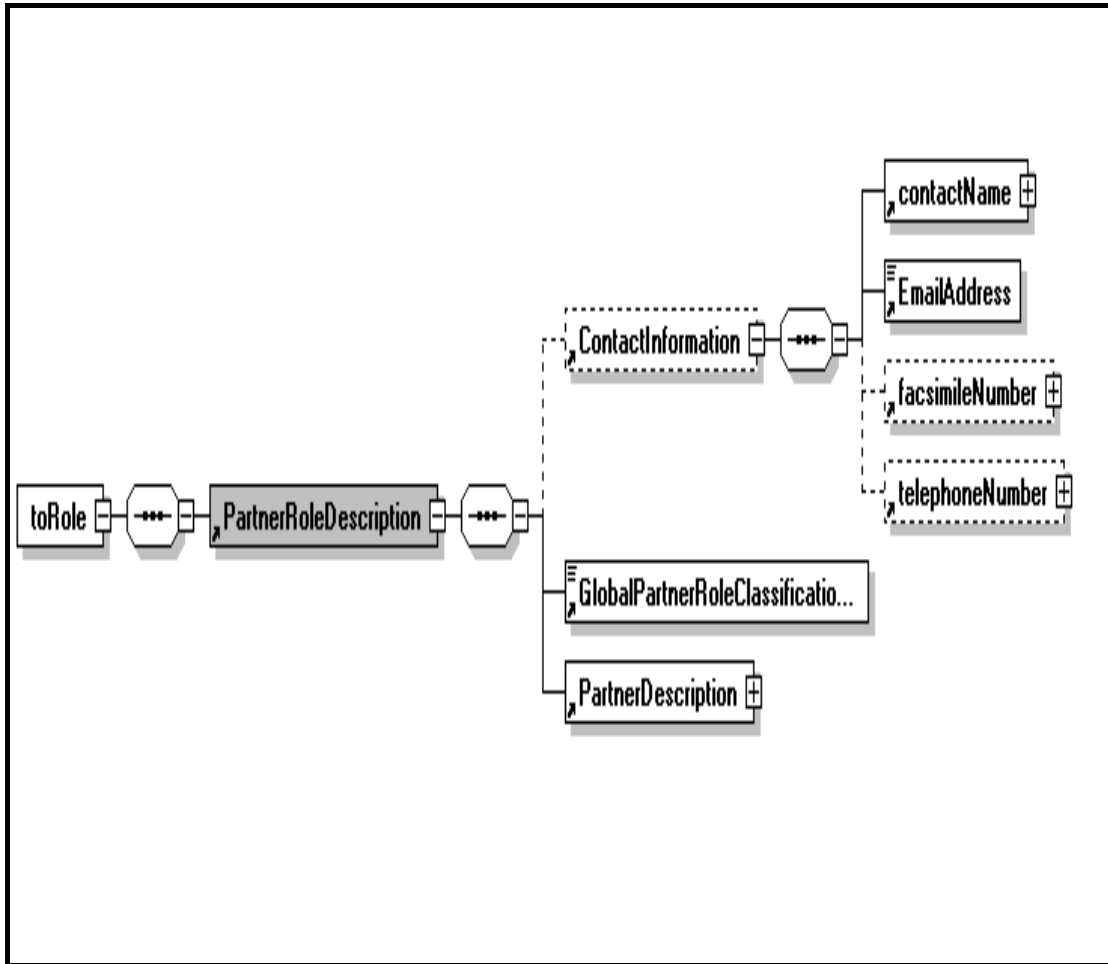 contactName
EmailAddress
ContactInformation
facsimileNumber
telephoneNumber
toRole
PartnerRoleDescription
GlobalPartnerRoleClassificatio...
PartnerDescription